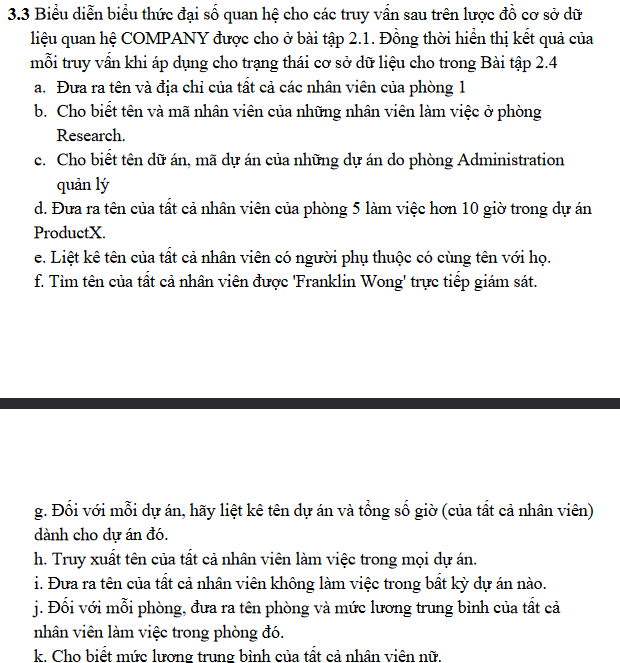 3.3 Biểu diễn biểu thức đại số quan hệ cho các truy vấn sau trên lược đồ cơ sở dữ
liệu quan hệ COMPANY được cho ở bài tập 2.1. Đồng thời hiển thị kết quả của
mỗi truy vấn khi áp dụng cho trạng thái cơ sở dữ liệu cho trong Bài tập 2.4
a. Đưa ra tên và địa chỉ của tất cả các nhân viên của phòng 1
b. Cho biết tên và mã nhân viên của những nhân viên làm việc ở phòng
Research.
c. Cho biết tên dữ án, mã dự án của những dự án do phòng Administration
quản lý
d. Đưa ra tên của tất cả nhân viên của phòng 5 làm việc hơn 10 giờ trong dự án
ProductX.
e. Liệt kê tên của tất cả nhân viên có người phụ thuộc có cùng tên với họ.
f. Tìm tên của tất cả nhân viên được 'Franklin Wong' trực tiếp giám sát.
g. Đối với mỗi dự án, hãy liệt kê tên dự án và tổng số giờ (của tất cả nhân viên)
dành cho dự án đó.
h. Truy xuất tên của tất cả nhân viên làm việc trong mọi dự án.
i. Đưa ra tên của tất cả nhân viên không làm việc trong bất kỳ dự án nào.
j. Đối với mỗi phòng, đưa ra tên phòng và mức lương trung bình của tất cả
nhân viên làm việc trong phòng đó.
k. Cho biết mức lương trung bình của tất cả nhân viên nữ.